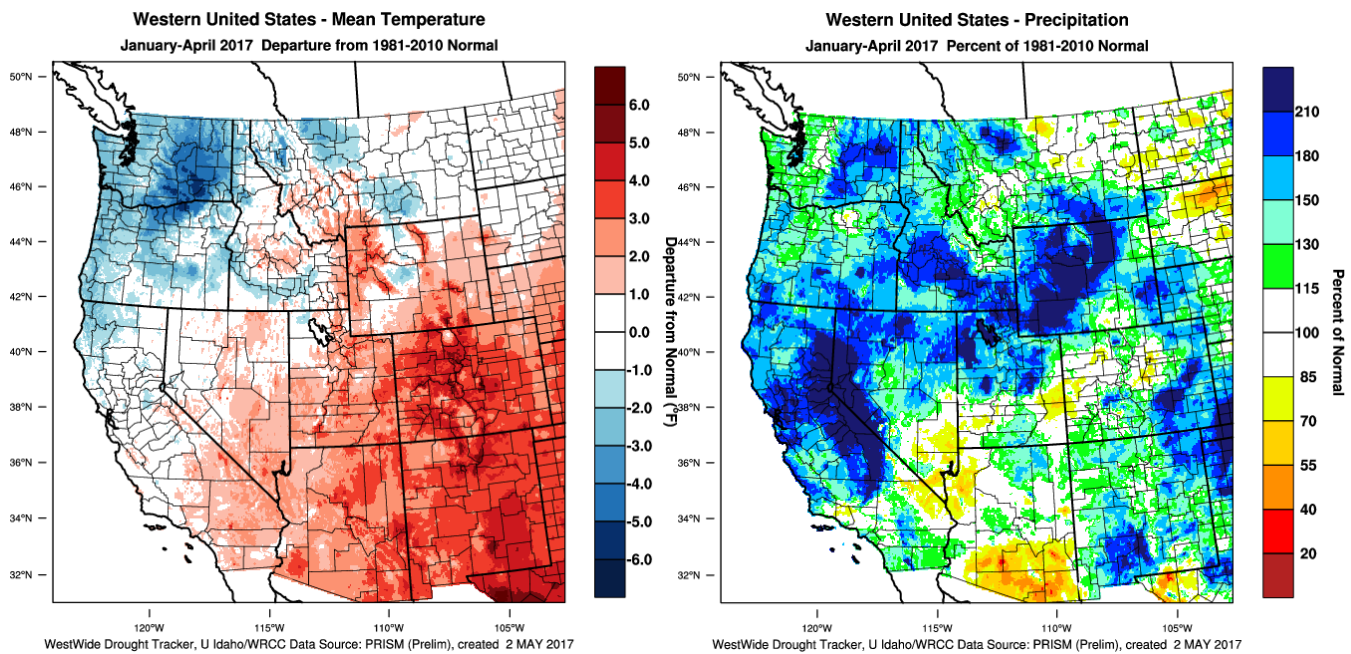 Western United States - Mean Temperature
January-April 2017 Departure from 1981-2010 Normal
50°N
48°N
46°N
44°N
42°N
40°N
38°N
36°N
34°N
32°N
120°W
115°W
110°W
105°W
6.0
5.0
4.0
3.0
2.0
1.0
0.0
-1.0
-2.0
-3.0
-4.0
-5.0
-6.0
Departure from Normal (°F)
WestWide Drought Tracker, U Idaho/WRCC Data Source: PRISM (Prelim), created 2 MAY 2017
Western United States - Precipitation
January-April 2017 Percent of 1981-2010 Normal
50°N
48°N
46°N
44°N
42°N
40°N
38°N
36°N
34°N
32°N
120°W
115°W
110°W
105°W
210
180
150
130
115
100
85
70
55
40
20
Percent of Normal
WestWide Drought Tracker, U Idaho/WRCC Data Source: PRISM (Prelim), created 2 MAY 2017